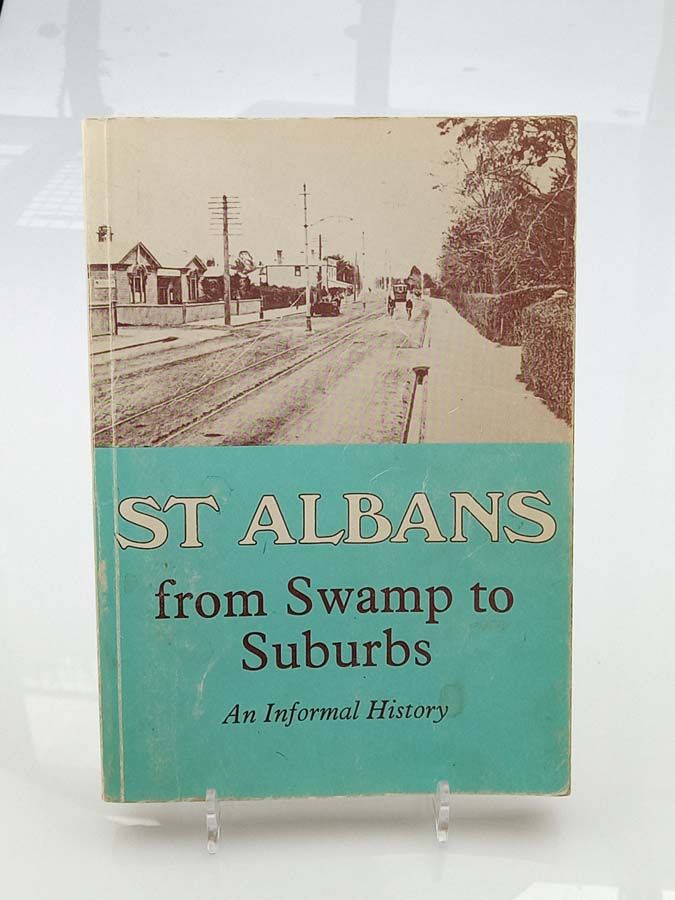 ST ALBANS
from Swamp to
Suburbs
An Informal History